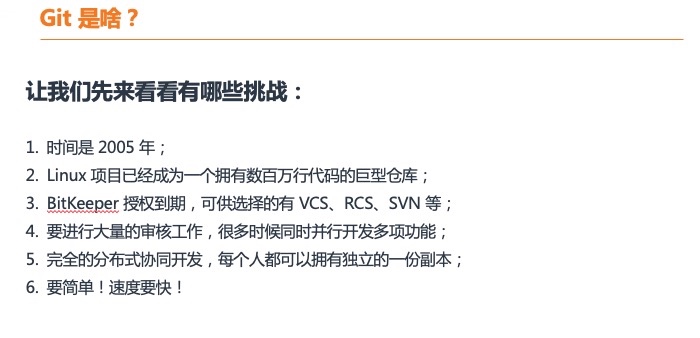 Git 是啥？
让我们先来看看有哪些挑战：
1. 时间是 2005 年；
2. Linux 项目已经成为一个拥有数百万行代码的巨型仓库；
3. BitKeeper 授权到期，可供选择的有 VCS、RCS、SVN 等；
4. 要进行大量的审核工作，很多时候同时并行开发多项功能；
5. 完全的分布式协同开发，每个人都可以拥有独立的一份副本；
6. 要简单！速度要快！